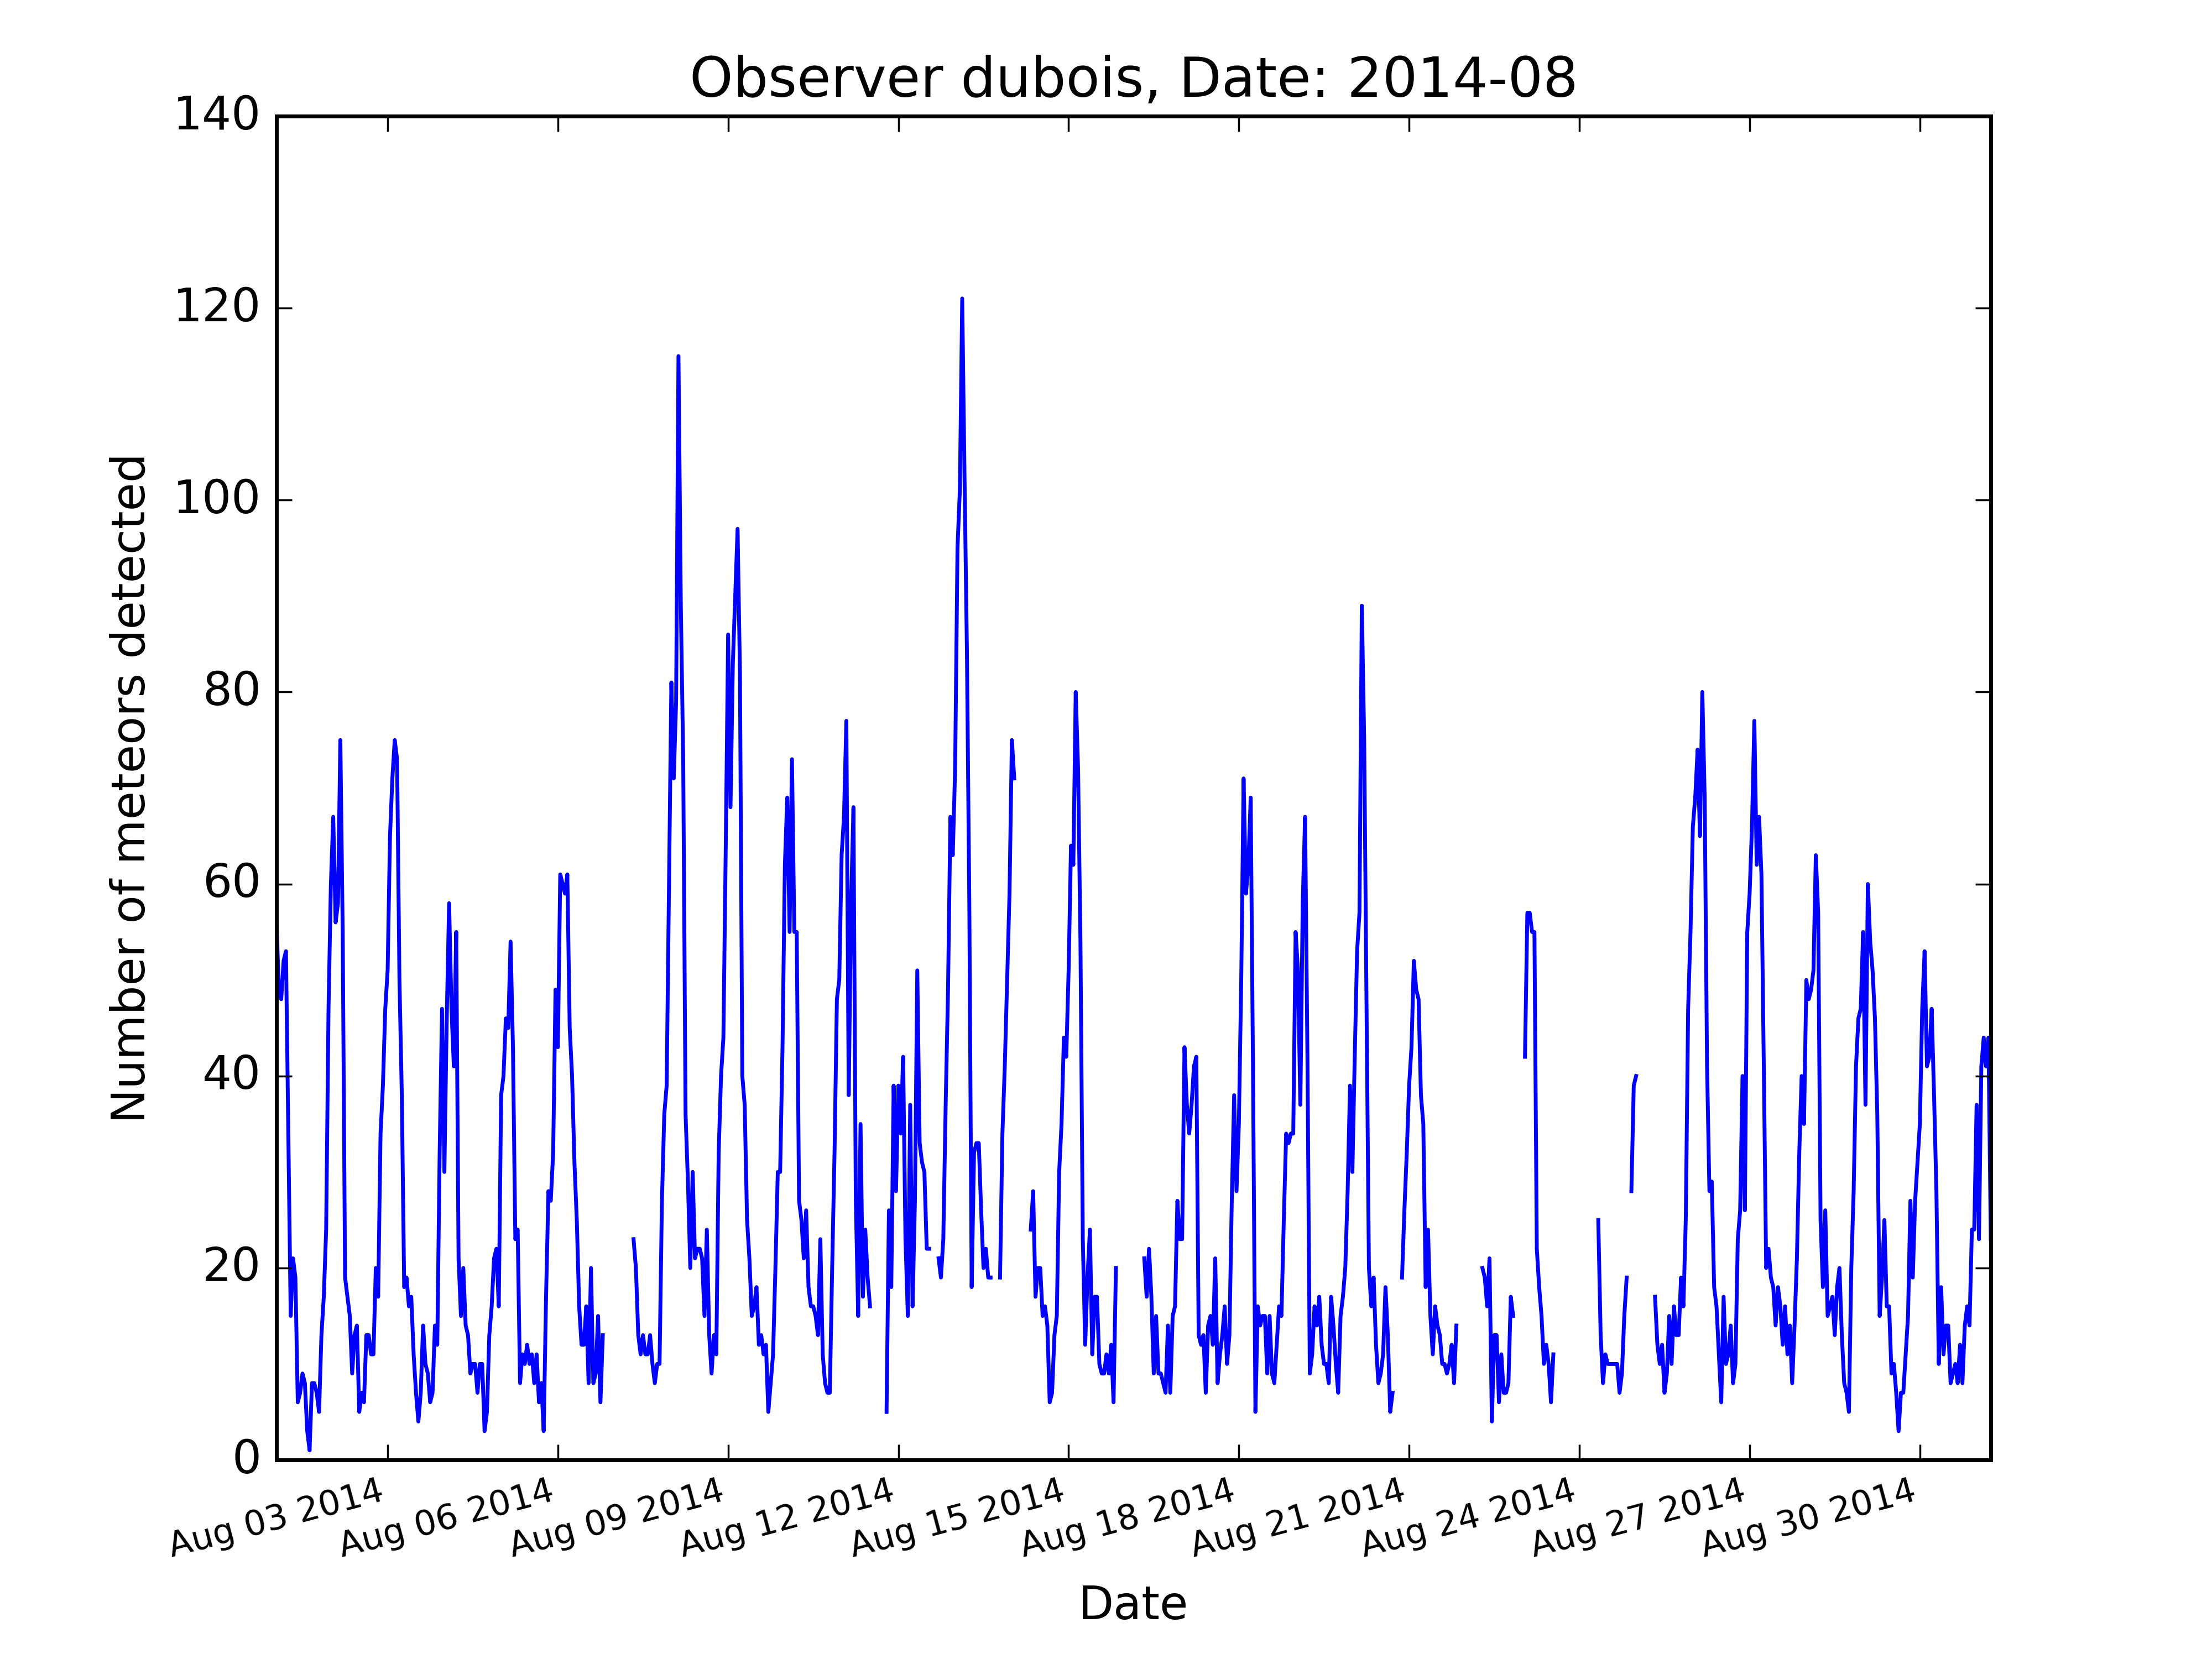 Observer dubois, Date: 2014-08
140
120
100
80
60
40
20
0
Number of meteors detected
Aug 03 2014
Aug 06 2014
Aug 09 2014
Aug 12 2014
Aug 15 2014
Aug 18 2014
Aug 21 2014
Aug 24 2014
Aug 27 2014
Aug 30 2014
Date